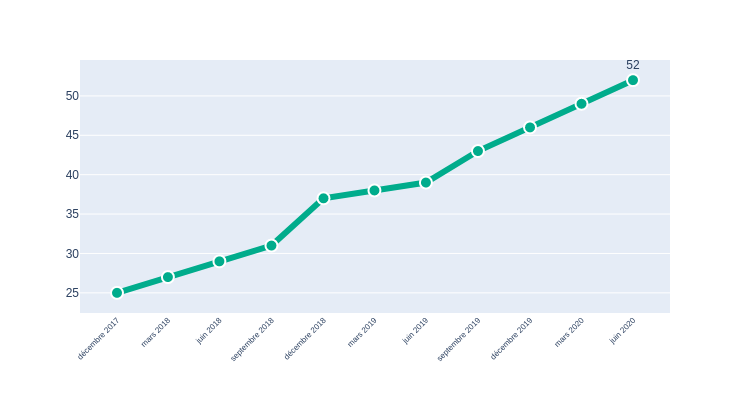 52
50
45
40
35
30
25
décembre 2017
mars 2018
juin 2018
septembre 2018
décembre 2018
mars 2019
juin 2019
septembre 2019
décembre 2019
mars 2020
juin 2020